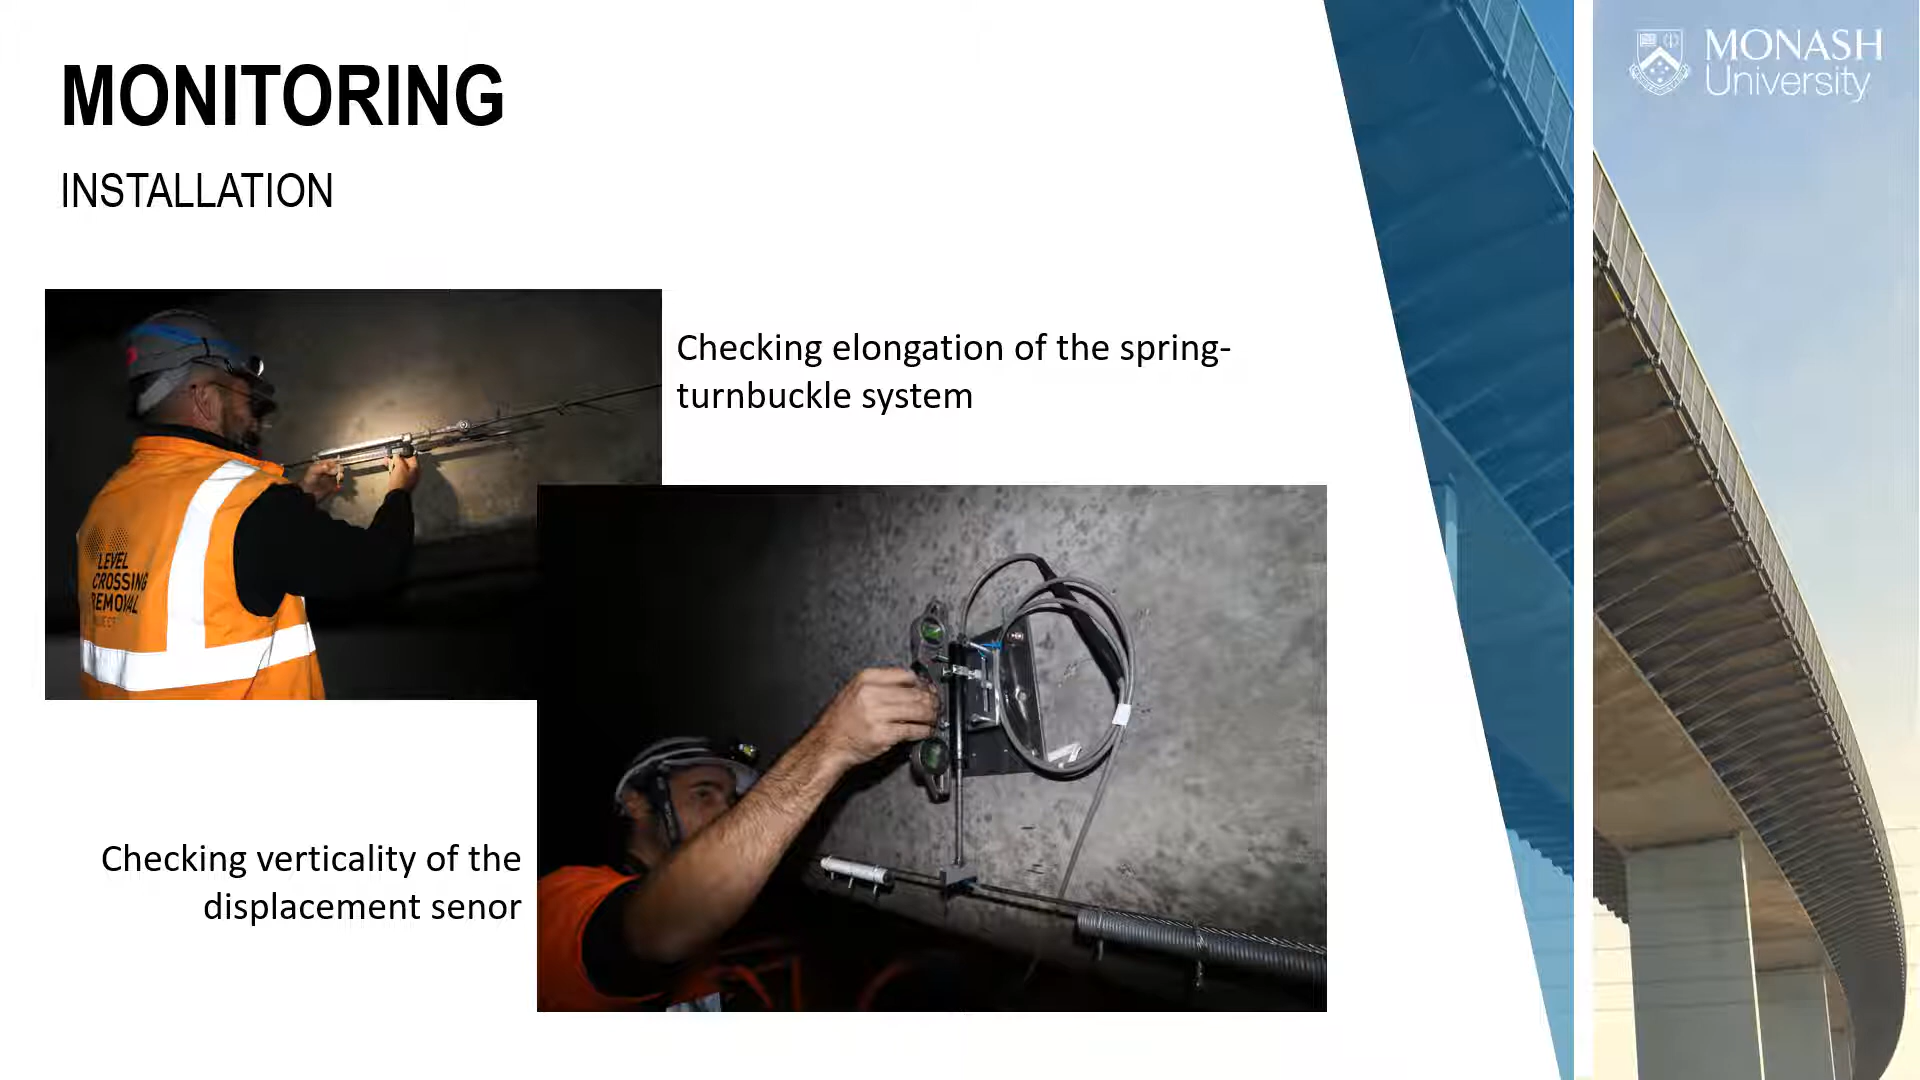 MONITORING
INSTALLATION
MONASH
University
Checking elongation of the spring-
turnbuckle system
LEVEL
CROSSING
REMOVAL
Checking verticality of the
displacement senor